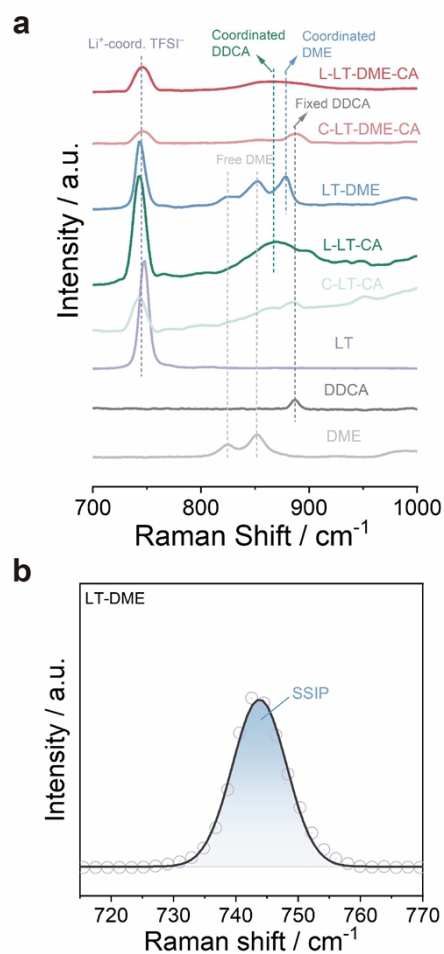 a
Li⁺-coord. TFSI⁻
Coordinated
DDCA
Coordinated
DME
L-LT-DME-CA
Fixed DDCA
C-LT-DME-CA
Free DME
LT-DME
L-LT-CA
C-LT-CA
LT
DDCA
DME
Intensity / a.u.
700
800
900
1000
Raman Shift / cm⁻¹
b
LT-DME
SSIP
Intensity / a.u.
720
730
740
750
760
770
Raman shift / cm⁻¹